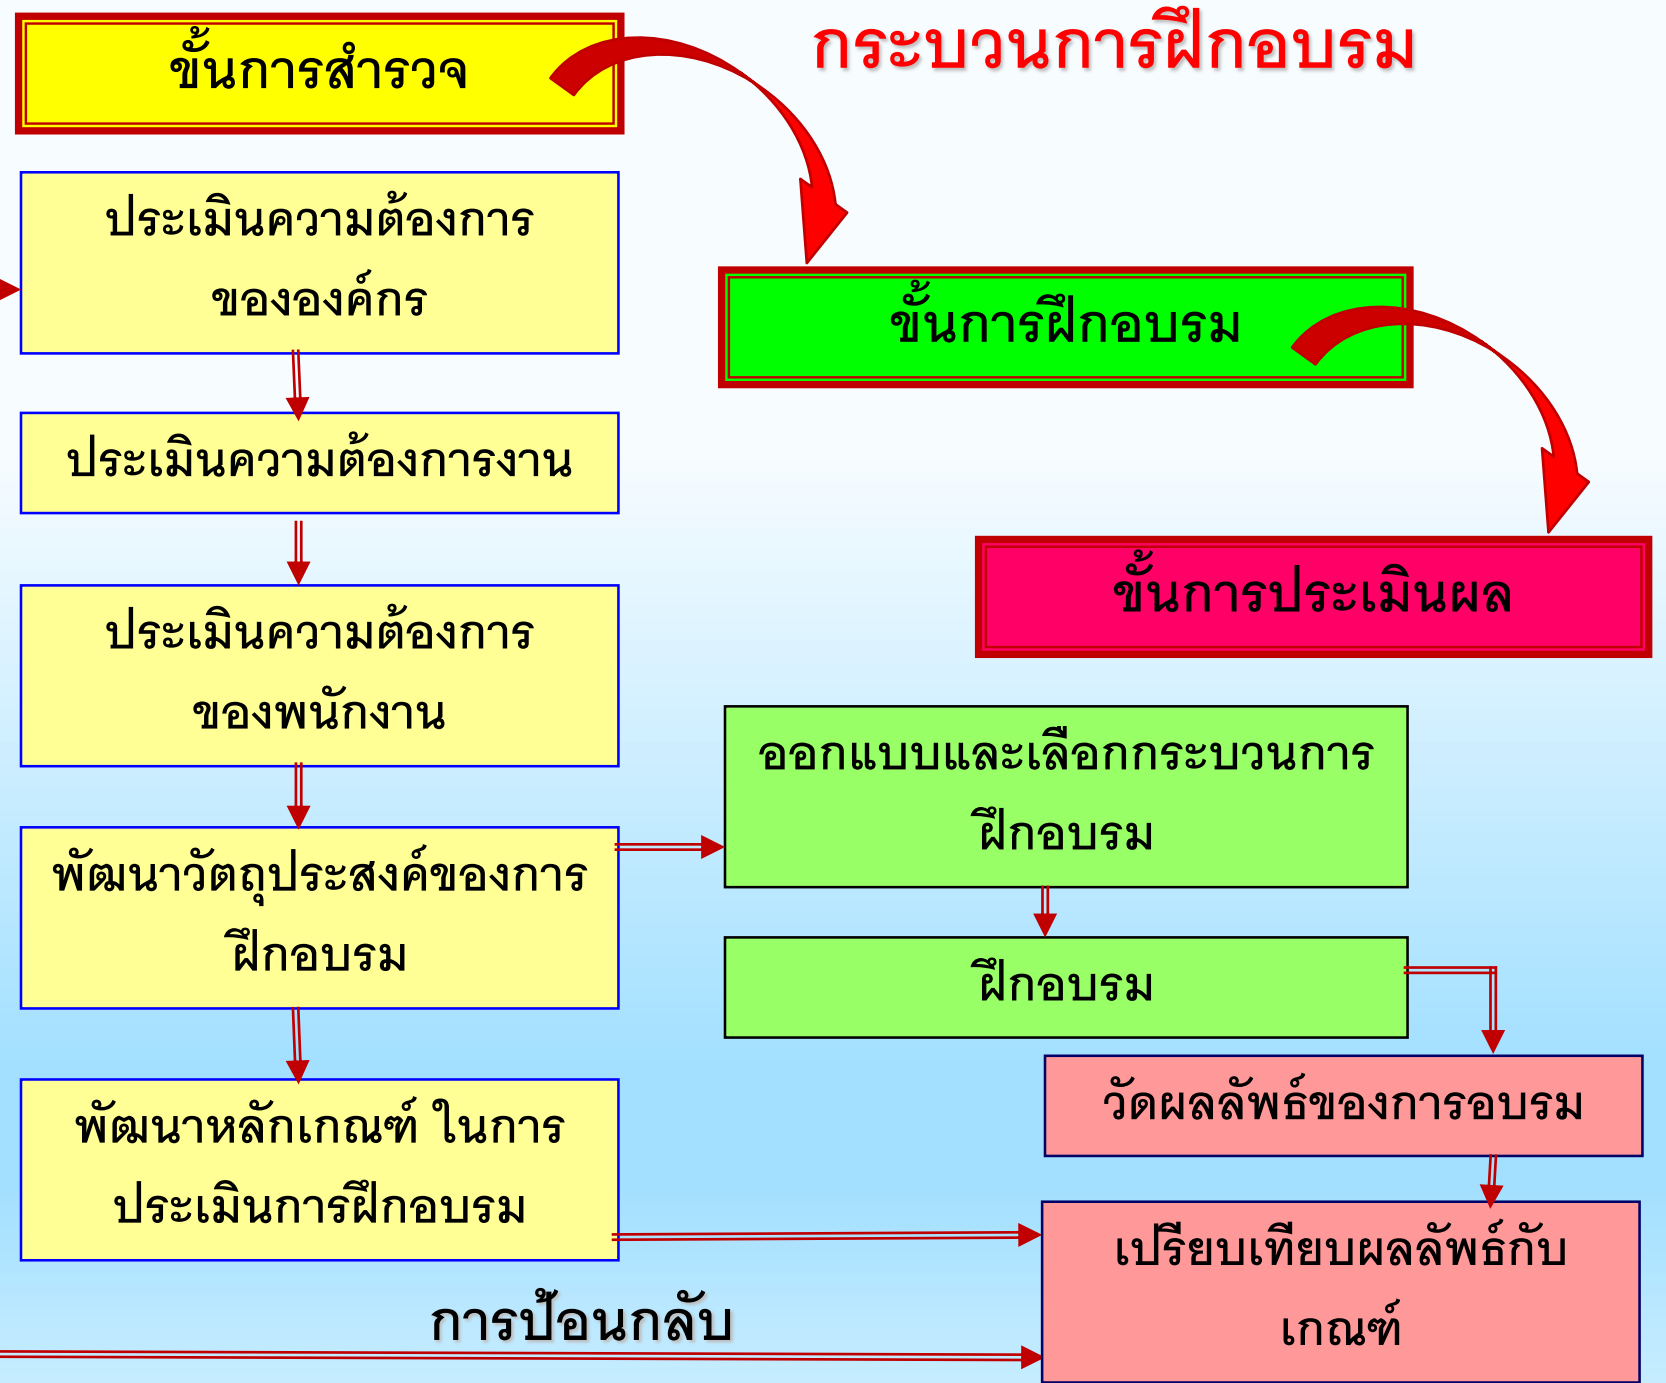 กระบวนการฝึกอบรม
ขั้นการสำรวจ
ประเมินความต้องการ
ขององค์กร
ประเมินความต้องการงาน
ประเมินความต้องการ
ของพนักงาน
พัฒนาวัตถุประสงค์ของการ
ฝึกอบรม
พัฒนาหลักเกณฑ์ ในการ
ประเมินการฝึกอบรม
ขั้นการฝึกอบรม
ออกแบบและเลือกกระบวนการ
ฝึกอบรม
ฝึกอบรม
ขั้นการประเมินผล
วัดผลลัพธ์ของการอบรม
เปรียบเทียบผลลัพธ์กับ
เกณฑ์
การป้อนกลับ